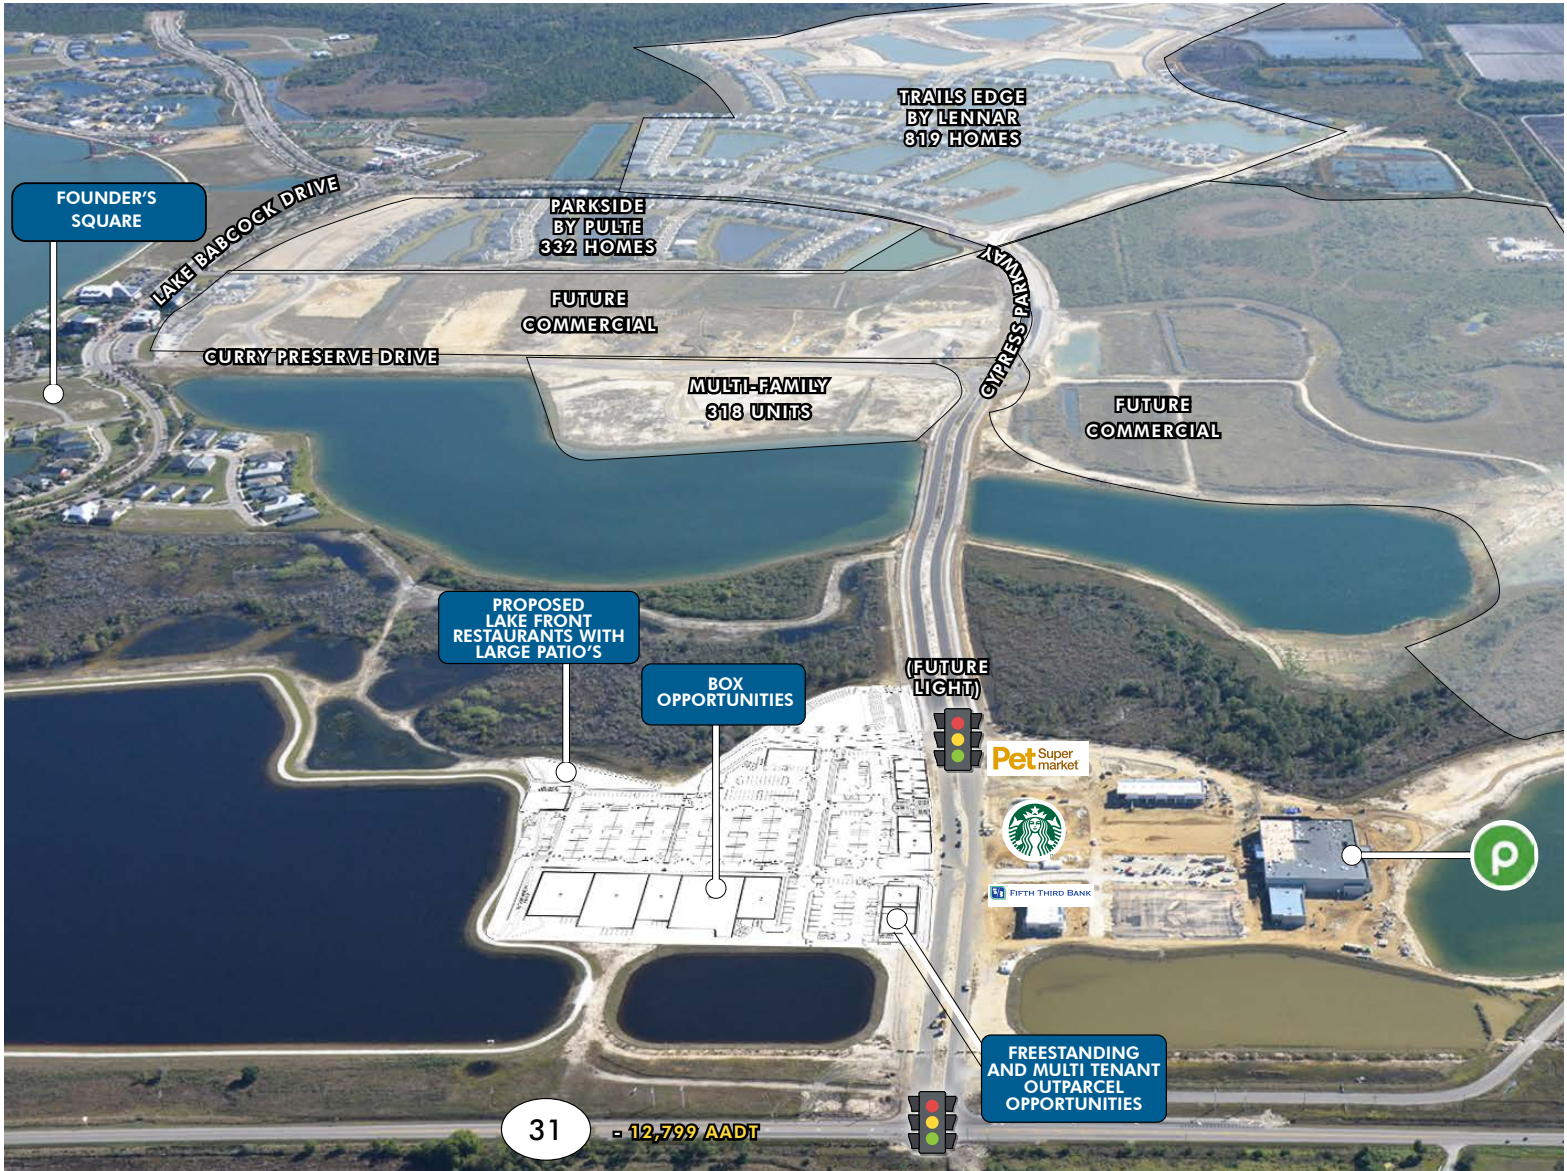 TRAILS EDGE
BY LENNAR
819 HOMES
FOUNDER'S
SQUARE
LAKE BABCOCK DRIVE
PARKSIDE
BY PULTE
332 HOMES
CYPRESS PARKWAY
FUTURE
COMMERCIAL
CURRY PRESERVE DRIVE
MULTI-FAMILY
318 UNITS
FUTURE
COMMERCIAL
PROPOSED
LAKE FRONT
RESTAURANTS WITH
LARGE PATIO'S
BOX
OPPORTUNITIES
(FUTURE
LIGHT)
Pet Super
market
P
FIFTH THIRD BANK
FREESTANDING
AND MULTI TENANT
OUTPARCEL
OPPORTUNITIES
31 - 12,799 AADT